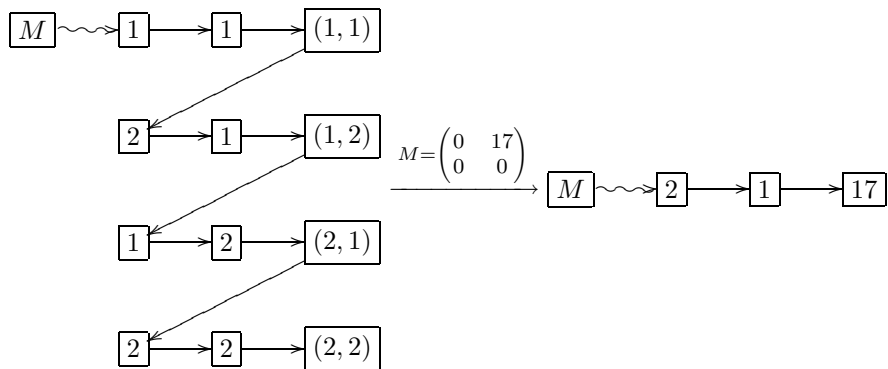 M 1 1 (1, 1)
2 1 (1, 2)
M=(0 17
0 0)
M 2 1 17
1 2 (2, 1)
2 2 (2, 2)